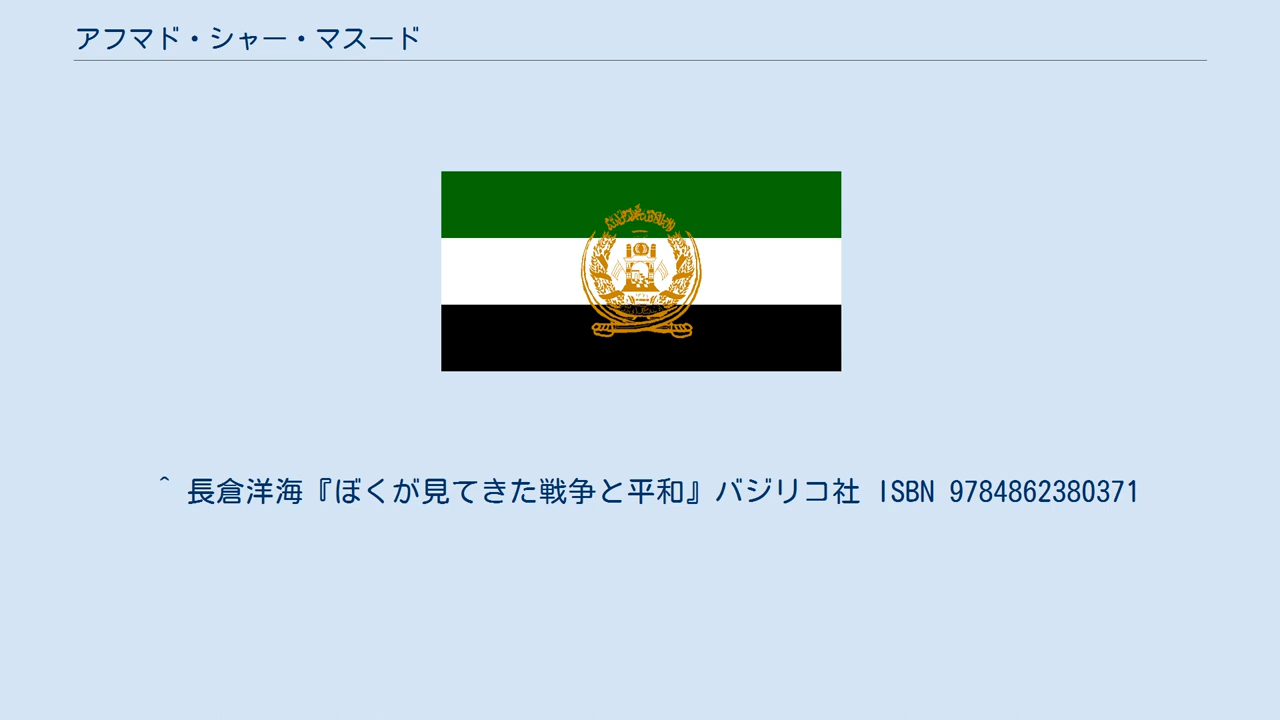 アフマド・シャー・マスード
^ 長倉洋海『ぼくが見てきた戦争と平和』バジリコ社 ISBN 9784862380371